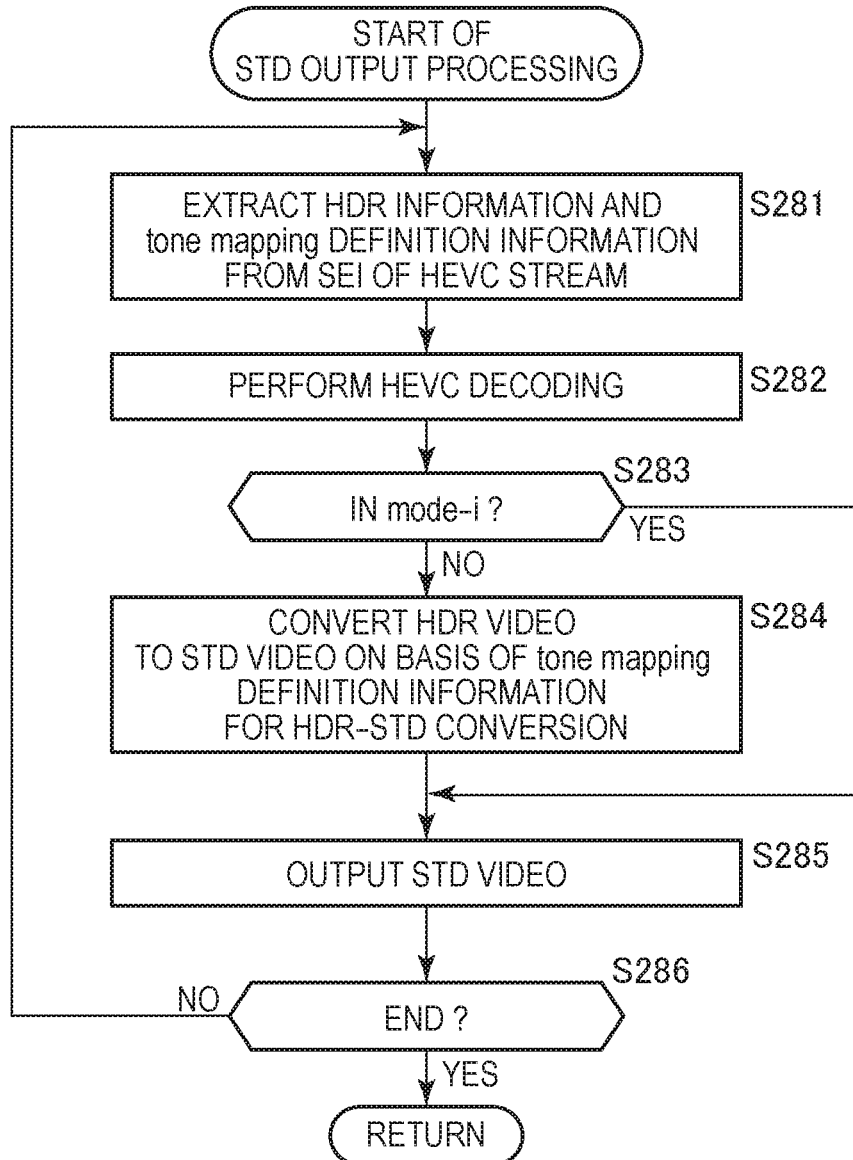 START OF
STD OUTPUT PROCESSING
EXTRACT HDR INFORMATION AND
tone mapping DEFINITION INFORMATION
FROM SEI OF HEVC STREAM
S281
PERFORM HEVC DECODING
S282
IN mode-i ?
S283
YES
NO
CONVERT HDR VIDEO
TO STD VIDEO ON BASIS OF tone mapping
DEFINITION INFORMATION
FOR HDR-STD CONVERSION
S284
OUTPUT STD VIDEO
S285
END ?
S286
NO
YES
RETURN